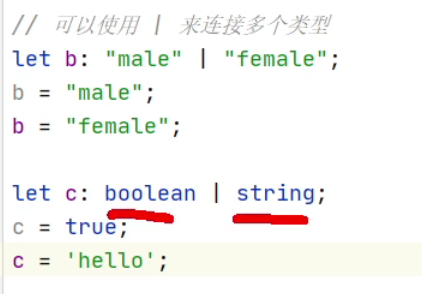 // 可以使用 | 来连接多个类型
let b: "male" | "female";
b = "male";
b = "female";
let c: boolean | string;
c = true;
c = 'hello';